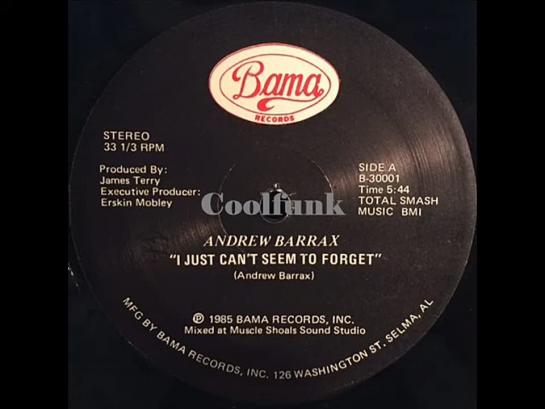 Bama
RECORDS
STEREO
33 1/3 RPM
Produced By:
James Terry
Executive Producer:
Erskin Mobley
SIDE A
B-30001
Time 5:44
TOTAL SMASH
MUSIC BMI
Coolfunk
ANDREW BARRAX
"I JUST CAN'T SEEM TO FORGET"
(Andrew Barrax)
℗ 1985 BAMA RECORDS, INC.
Mixed at Muscle Shoals Sound Studio
MFG BY BAMA RECORDS, INC. 126 WASHINGTON ST. SELMA, AL